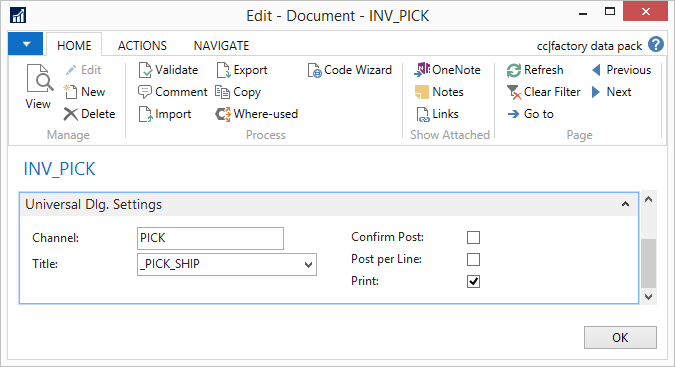 Edit - Document - INV_PICK
HOME ACTIONS NAVIGATE cc|factory data pack ?
View
Edit
New
Delete
Manage
Validate Export Code Wizard
Comment Copy
Import Where-used
Process
OneNote
Notes
Links
Show Attached
Refresh Previous
Clear Filter Next
Go to
Page
INV_PICK
Universal Dlg. Settings
Channel: PICK Confirm Post:
Title: _PICK_SHIP Post per Line:
Print:
OK